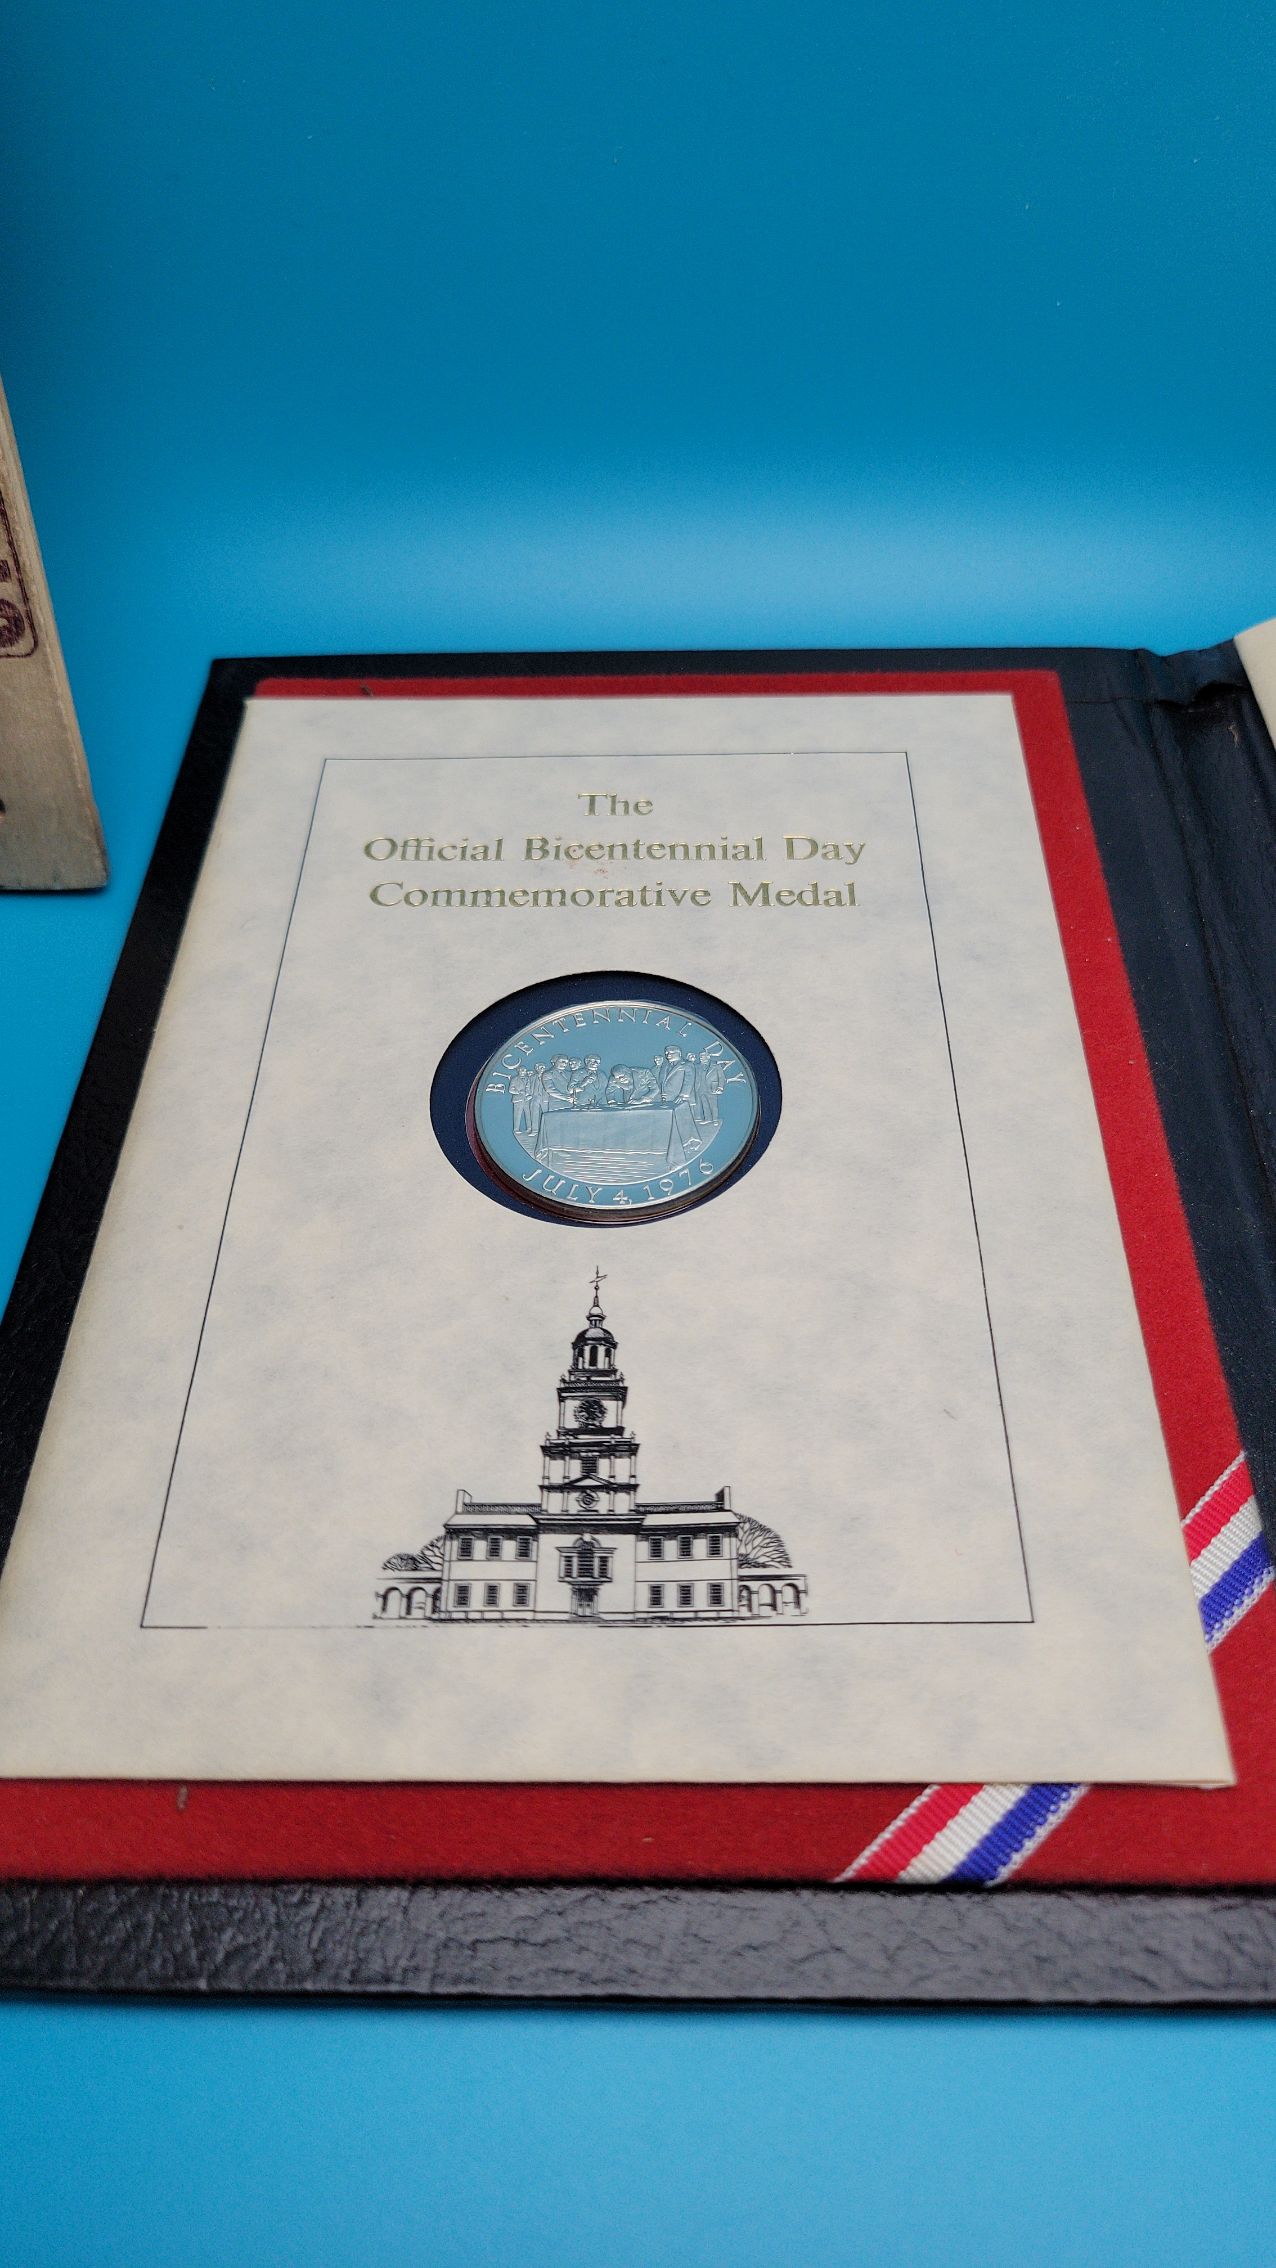 The
Official Bicentennial Day
Commemorative Medal
BICENTENNIAL DAY
JULY 4, 1976